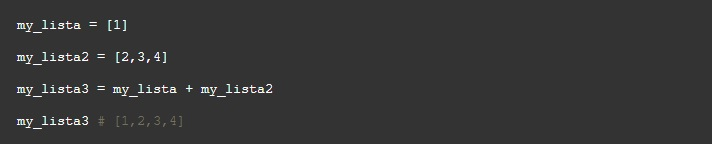 my_lista = [1]
my_lista2 = [2,3,4]
my_lista3 = my_lista + my_lista2
my_lista3 # [1,2,3,4]